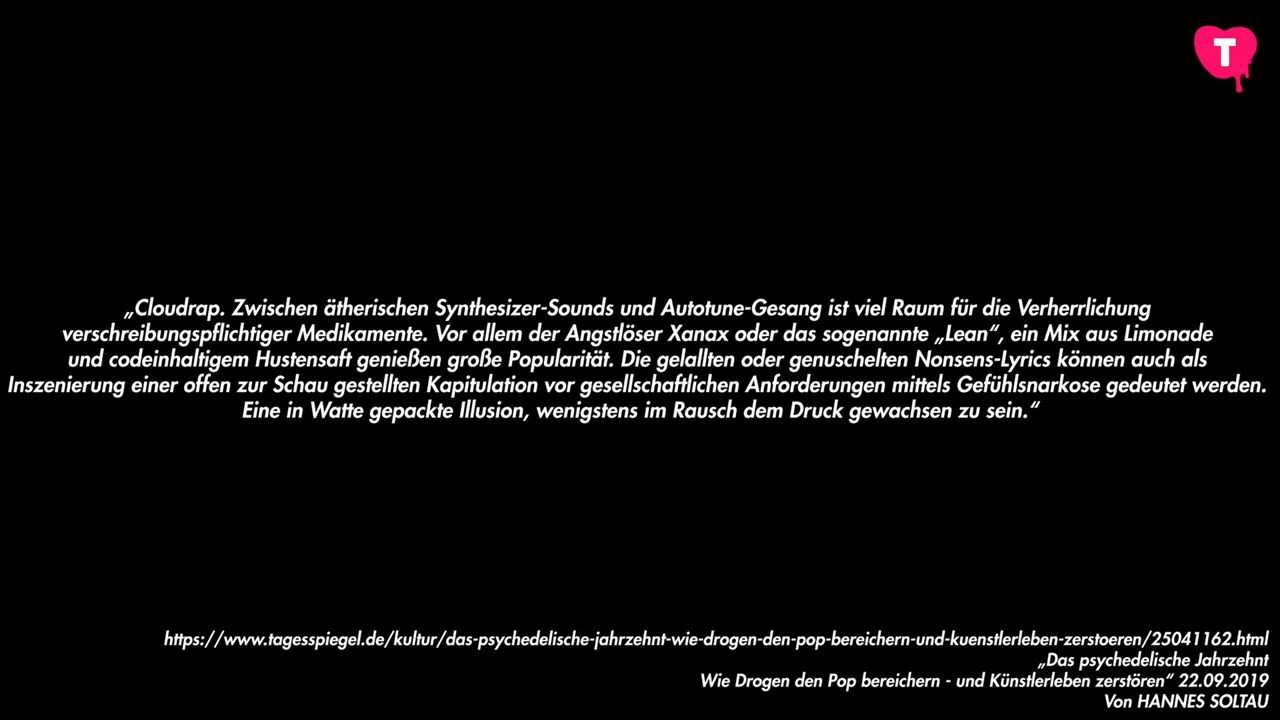 T
„Cloudrap. Zwischen ätherischen Synthesizer-Sounds und Autotune-Gesang ist viel Raum für die Verherrlichung
verschreibungspflichtiger Medikamente. Vor allem der Angstlöser Xanax oder das sogenannte „Lean“, ein Mix aus Limonade
und codeinhaltigem Hustensaft genießen große Popularität. Die gelallten oder genuschelten Nonsens-Lyrics können auch als
Inszenierung einer offen zur Schau gestellten Kapitulation vor gesellschaftlichen Anforderungen mittels Gefühlsnarkose gedeutet werden.
Eine in Watte gepackte Illusion, wenigstens im Rausch dem Druck gewachsen zu sein.“
https://www.tagesspiegel.de/kultur/das-psychedelische-jahrzehnt-wie-drogen-den-pop-bereichern-und-kuenstlerleben-zerstoeren/25041162.html
„Das psychedelische Jahrzehnt
Wie Drogen den Pop bereichern - und Künstlerleben zerstören“ 22.09.2019
Von HANNES SOLTAU